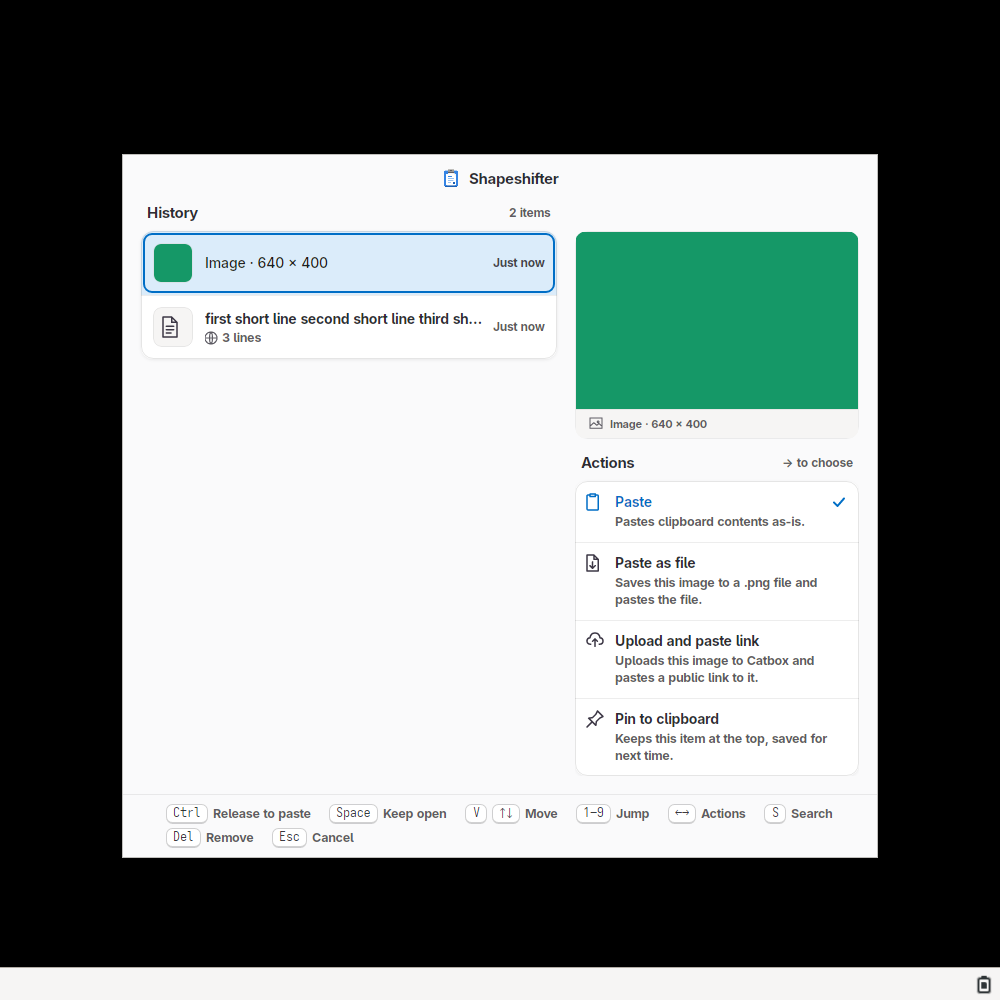 Shapeshifter
History
2 items
Image · 640 × 400
Just now
first short line second short line third sh…
3 lines
Just now
Image · 640 × 400
Actions
→ to choose
Paste
Pastes clipboard contents as-is.
Paste as file
Saves this image to a .png file and
pastes the file.
Upload and paste link
Uploads this image to Catbox and
pastes a public link to it.
Pin to clipboard
Keeps this item at the top, saved for
next time.
Ctrl Release to paste Space Keep open V ↑↓ Move 1–9 Jump ←→ Actions S Search
Del Remove Esc Cancel